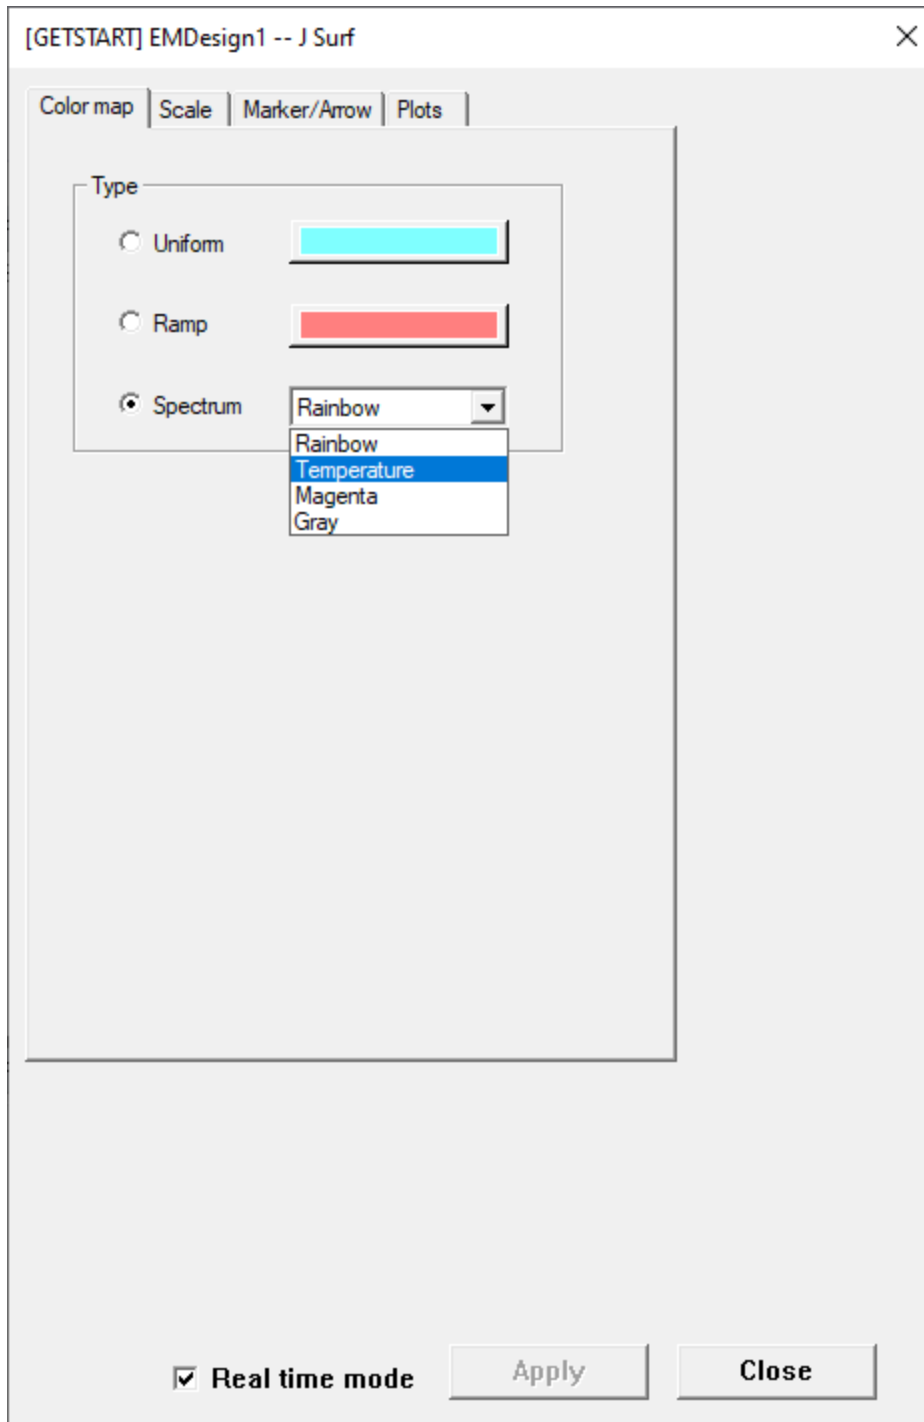 [GETSTART] EMDesign1 -- J Surf
Color map Scale Marker/Arrow Plots
Type
Uniform
Ramp
Spectrum Rainbow
Rainbow
Temperature
Magenta
Gray
Real time mode Apply Close